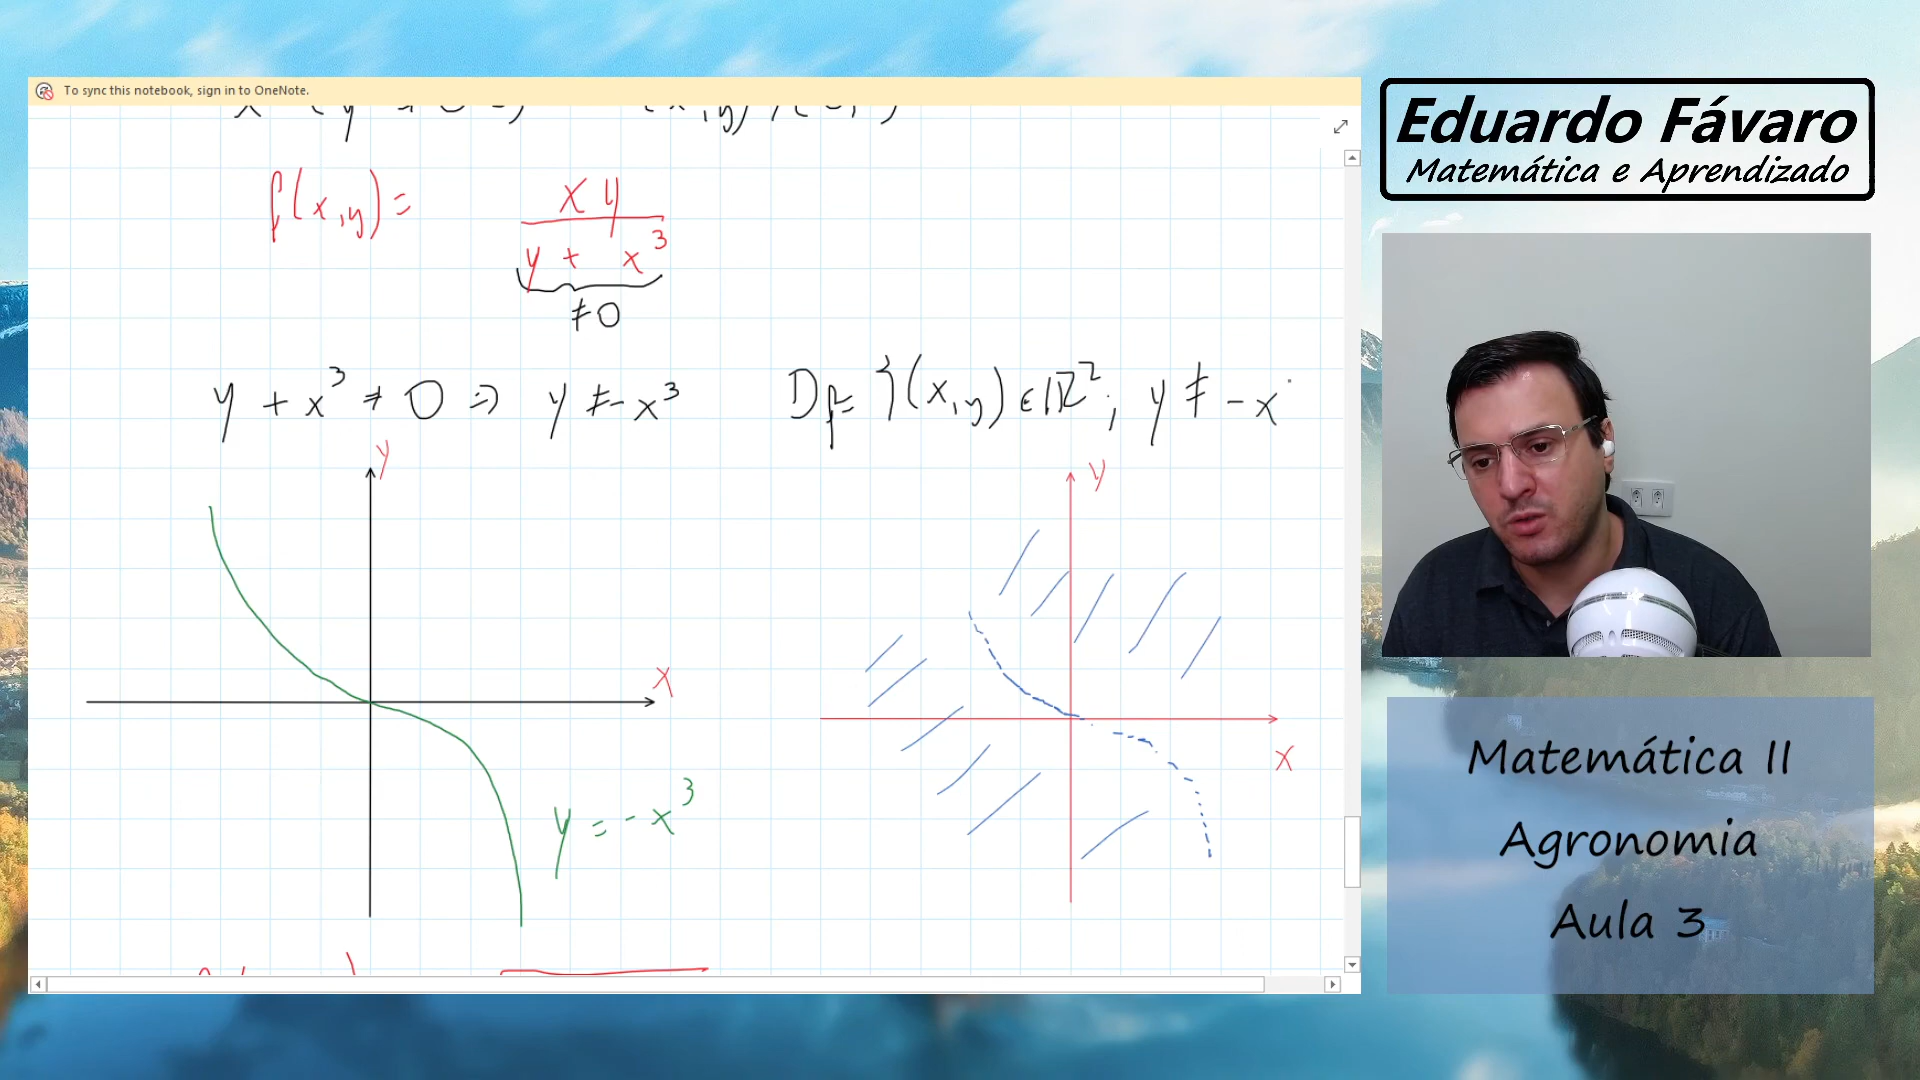 To sync this notebook, sign in to OneNote.
f(x,y) = xy
y + x³
≠0
y + x³ ≠ 0 ⇒ y ≠ -x³
Df = {(x,y) ∈ ℝ²; y ≠ -x
y
x
y = -x³
y
x
Eduardo Fávaro
Matemática e Aprendizado
Matemática II
Agronomia
Aula 3